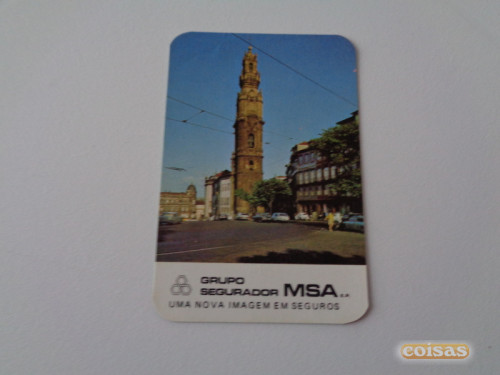 GRUPO
SEGURADOR MSA E.P.
UMA NOVA IMAGEM EM SEGUROS
coisas